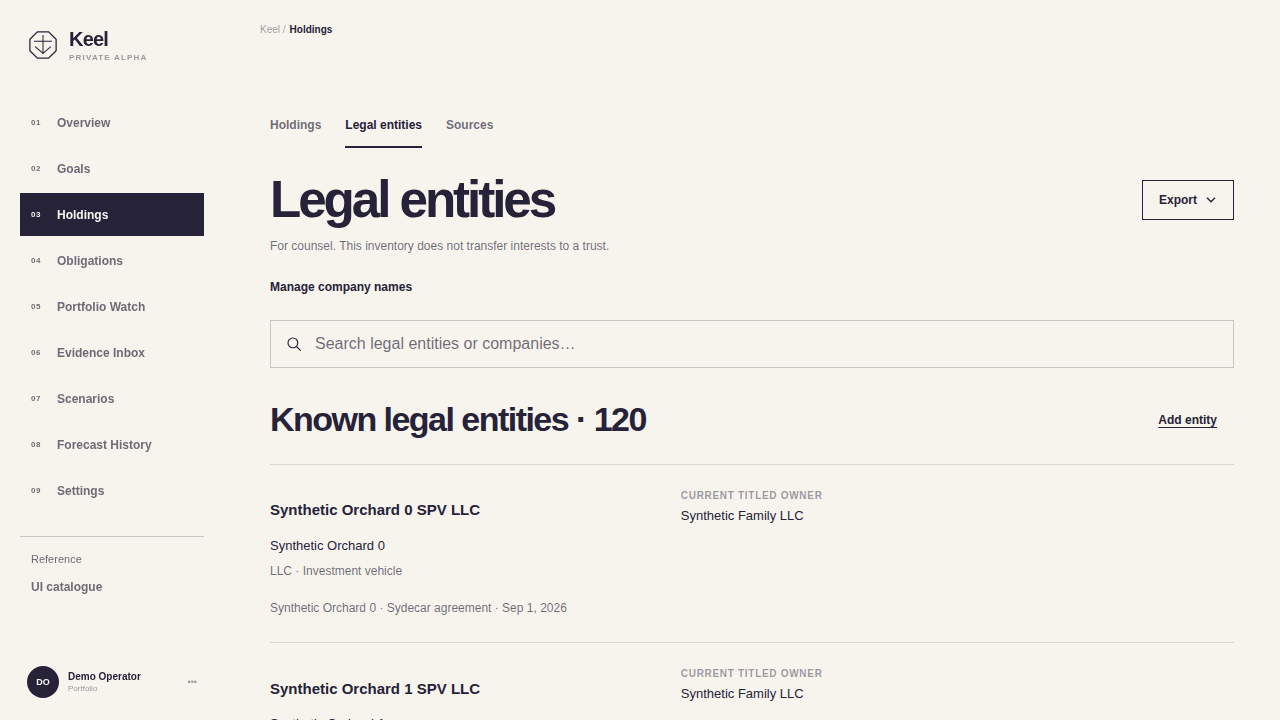 Keel
PRIVATE ALPHA
01 Overview
02 Goals
03 Holdings
04 Obligations
05 Portfolio Watch
06 Evidence Inbox
07 Scenarios
08 Forecast History
09 Settings
Reference
UI catalogue
DO
Demo Operator
Portfolio
Keel / Holdings
Holdings Legal entities Sources
Legal entities
Export
For counsel. This inventory does not transfer interests to a trust.
Manage company names
Search legal entities or companies…
Known legal entities · 120
Add entity
Synthetic Orchard 0 SPV LLC
Synthetic Orchard 0
LLC · Investment vehicle
Synthetic Orchard 0 · Sydecar agreement · Sep 1, 2026
CURRENT TITLED OWNER
Synthetic Family LLC
Synthetic Orchard 1 SPV LLC
CURRENT TITLED OWNER
Synthetic Family LLC